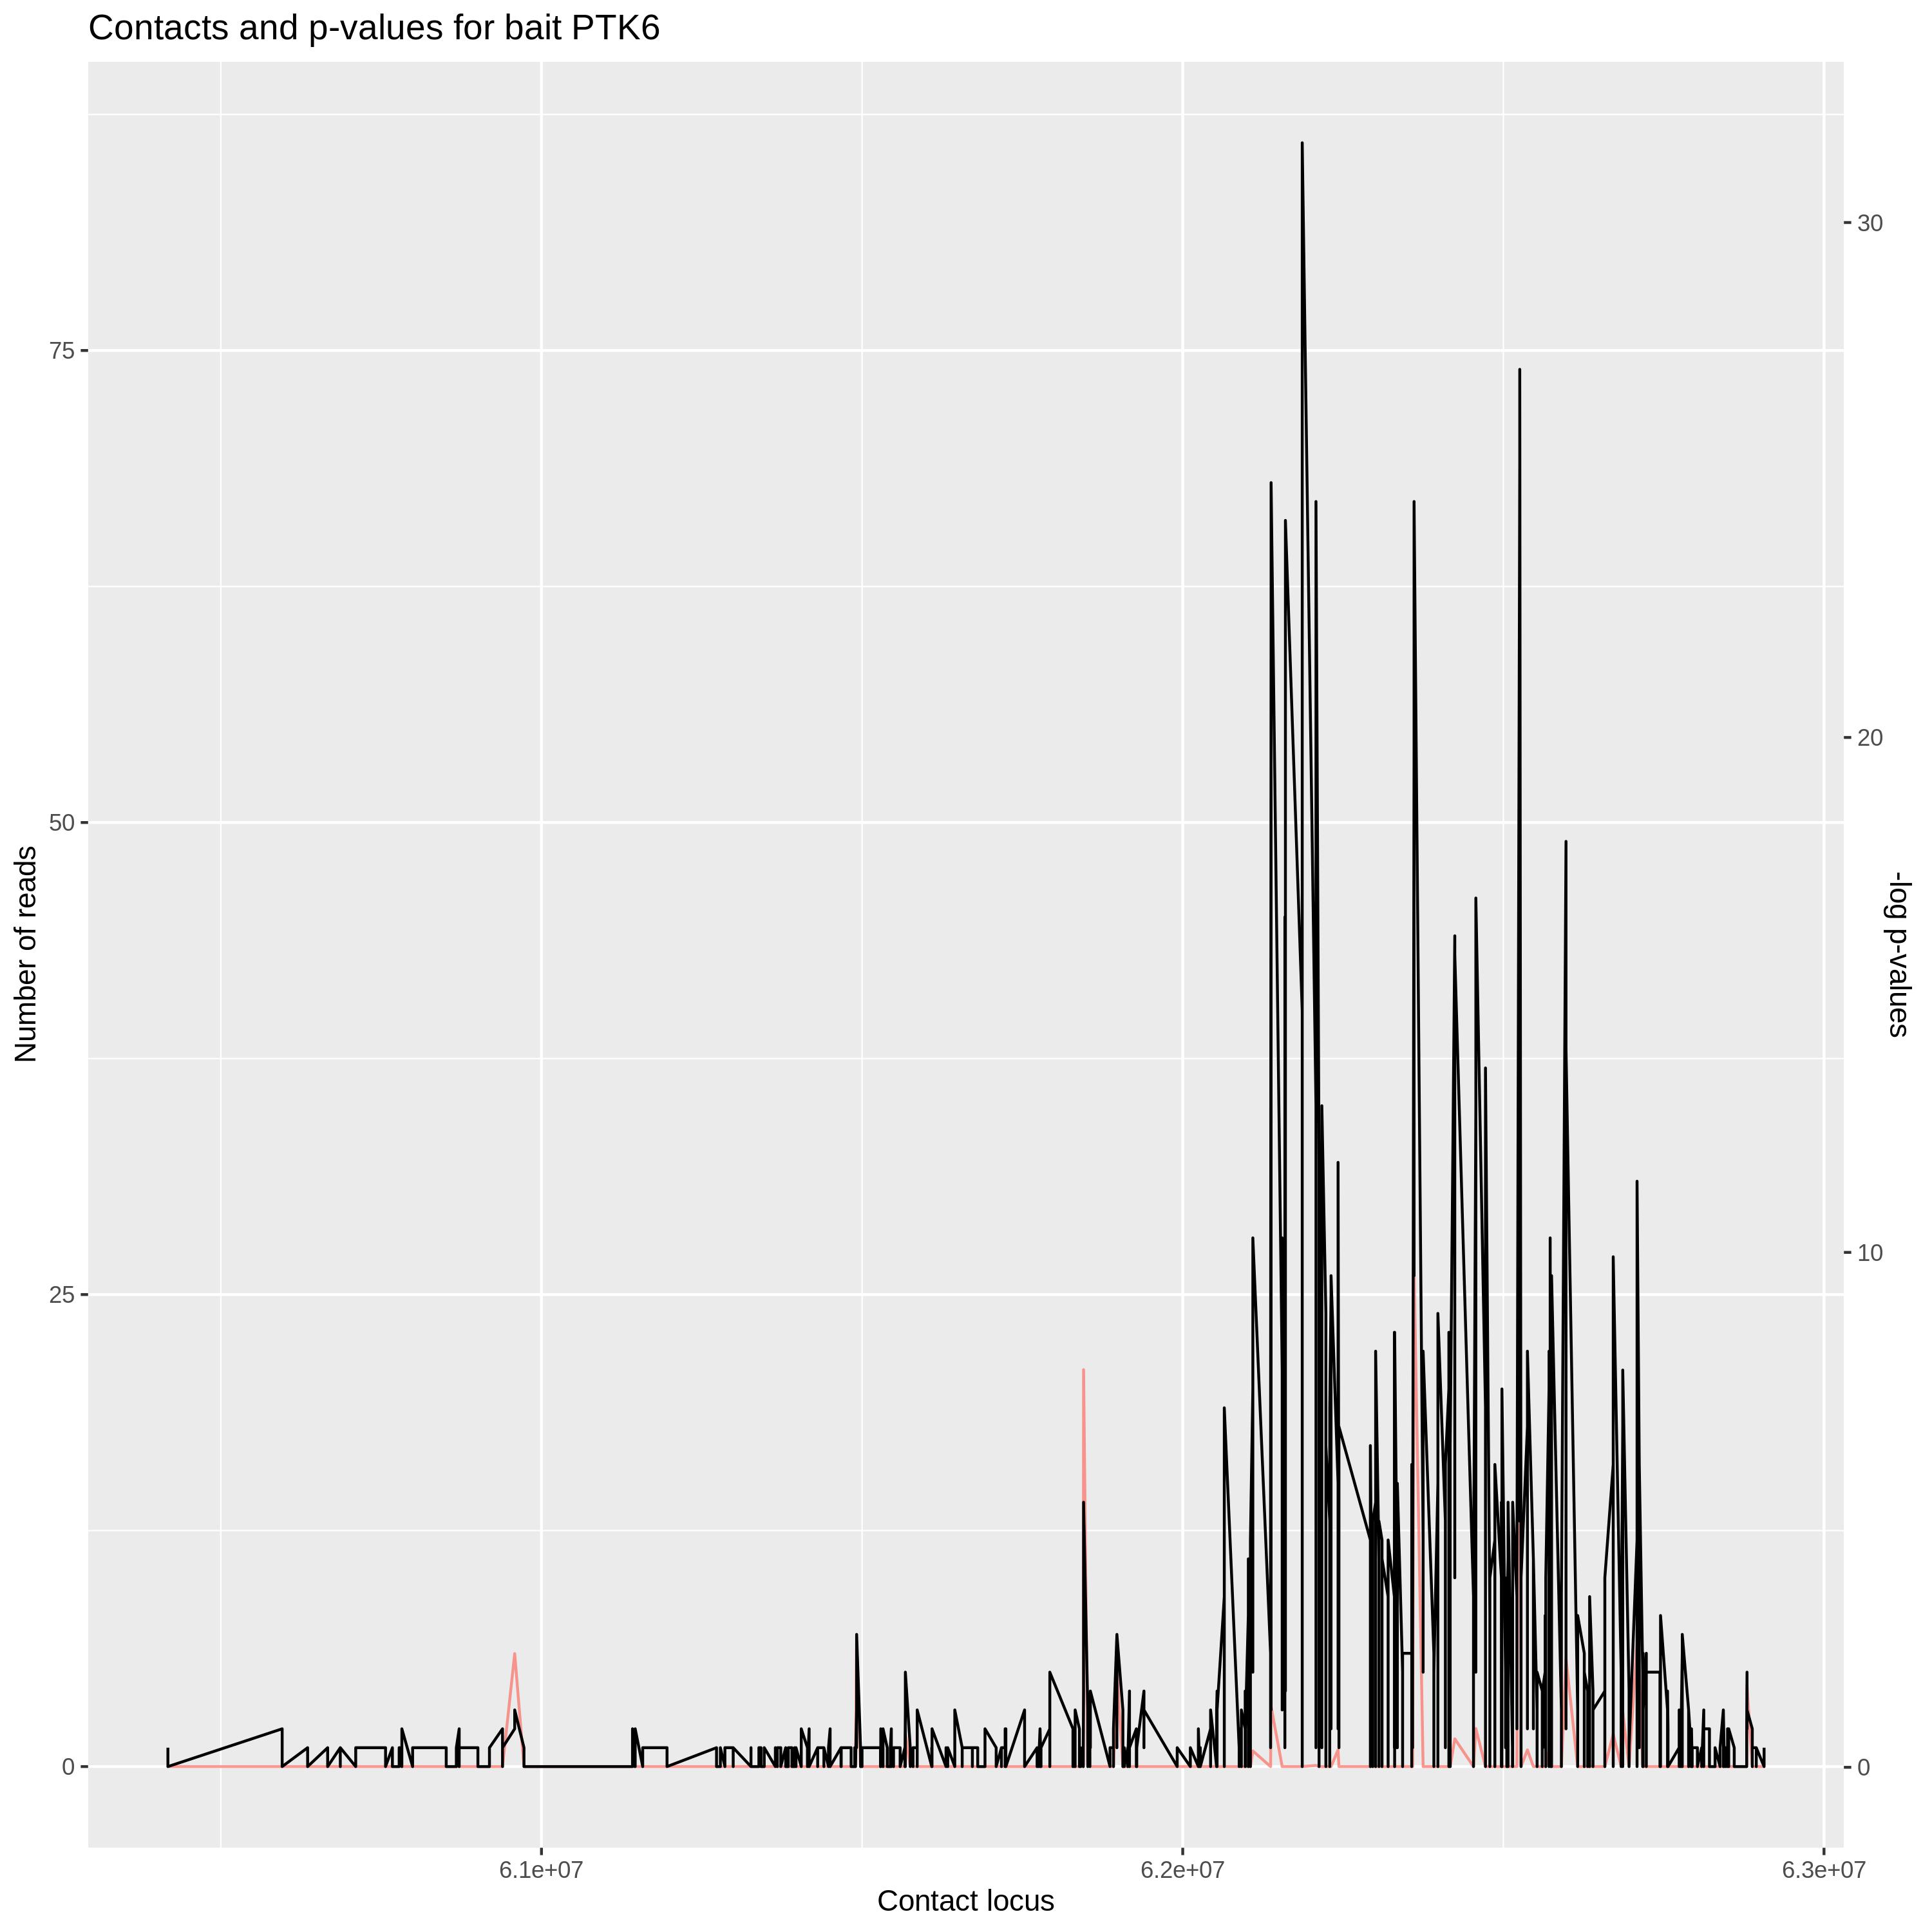 Contacts and p-values for bait PTK6
75
50
25
0
Number of reads
30
20
10
0
-log p-values
6.1e+07
6.2e+07
6.3e+07
Contact locus